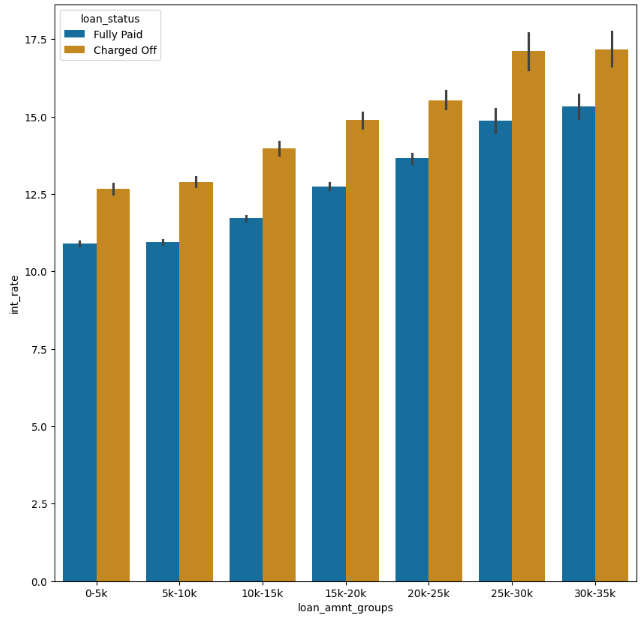 loan_status
Fully Paid
Charged Off
17.5
15.0
12.5
10.0
7.5
5.0
2.5
0.0
int_rate
0-5k 5k-10k 10k-15k 15k-20k 20k-25k 25k-30k 30k-35k
loan_amnt_groups